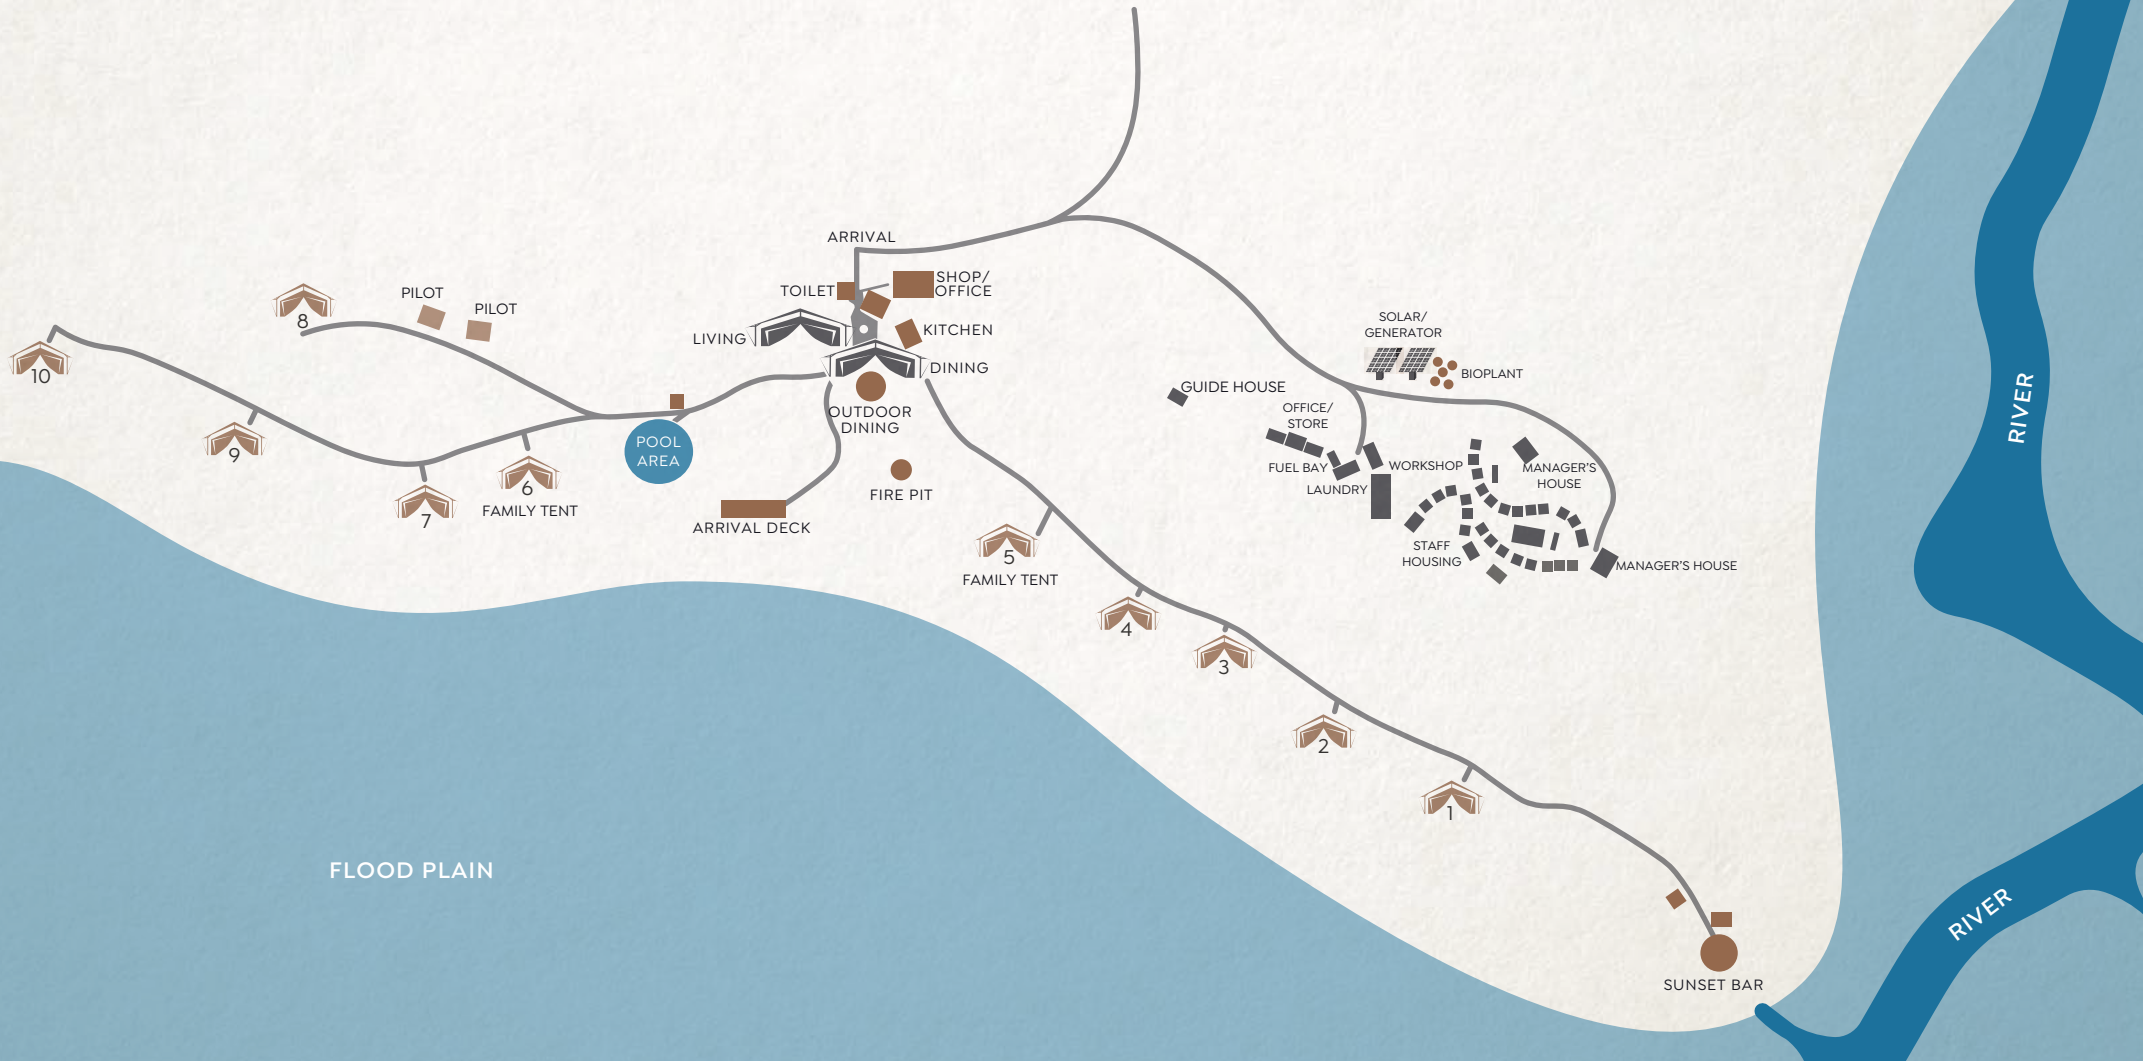 ARRIVAL
TOILET
SHOP/
OFFICE
LIVING
KITCHEN
DINING
OUTDOOR
DINING
FIRE PIT
ARRIVAL DECK
POOL
AREA
PILOT
PILOT
8
10
9
7
6
FAMILY TENT
5
FAMILY TENT
4
3
2
1
SOLAR/
GENERATOR
BIOPLANT
GUIDE HOUSE
OFFICE/
STORE
FUEL BAY
LAUNDRY
WORKSHOP
MANAGER'S
HOUSE
STAFF
HOUSING
MANAGER'S HOUSE
SUNSET BAR
FLOOD PLAIN
RIVER
RIVER